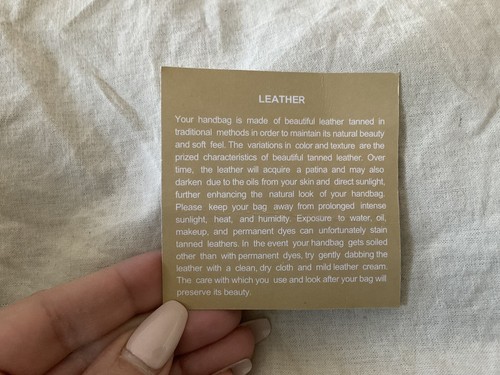 LEATHER
Your handbag is made of beautiful leather tanned in
traditional methods in order to maintain its natural beauty
and soft feel. The variations in color and texture are the
prized characteristics of beautiful tanned leather. Over
time, the leather will acquire a patina and may also
darken due to the oils from your skin and direct sunlight,
further enhancing the natural look of your handbag.
Please keep your bag away from prolonged intense
sunlight, heat, and humidity. Exposure to water, oil,
makeup, and permanent dyes can unfortunately stain
tanned leathers. In the event your handbag gets soiled
other than with permanent dyes, try gently dabbing the
leather with a clean, dry cloth and mild leather cream.
The care with which you use and look after your bag will
preserve its beauty.